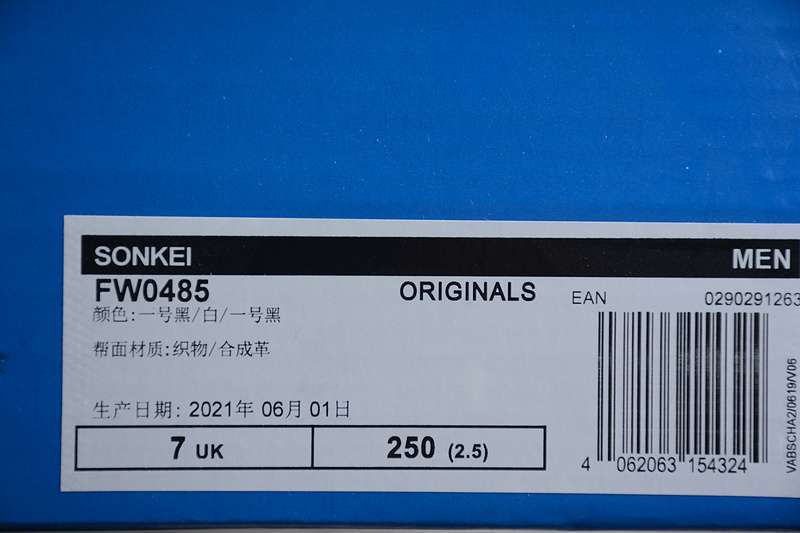 SONKEI MEN
FW0485 ORIGINALS
EAN 0290291263
颜色:一号黑/白/一号黑
帮面材质:织物/合成革
生产日期: 2021年 06月 01日
7 UK 250 (2.5)
4 062063 154324
VABSCHA2/0619/V06